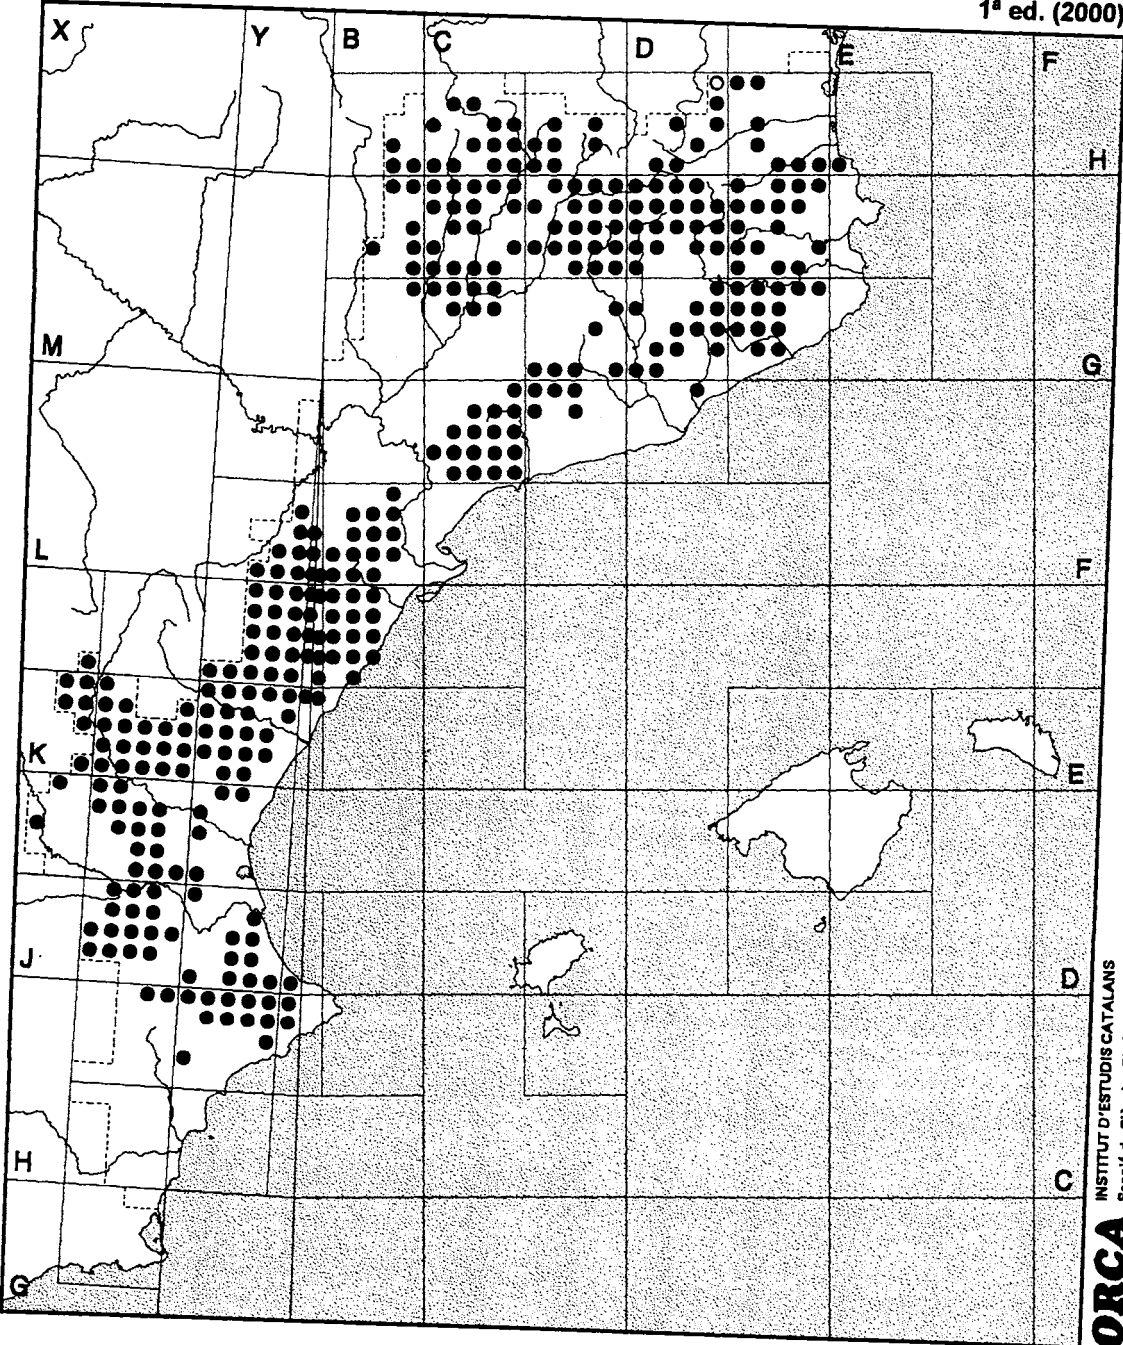 1ª ed. (2000)
X Y B C D E F
H
M
G
L
F
K
E
J
D
H
C
G
INSTITUT D'ESTUDIS CATALANS
ORCA